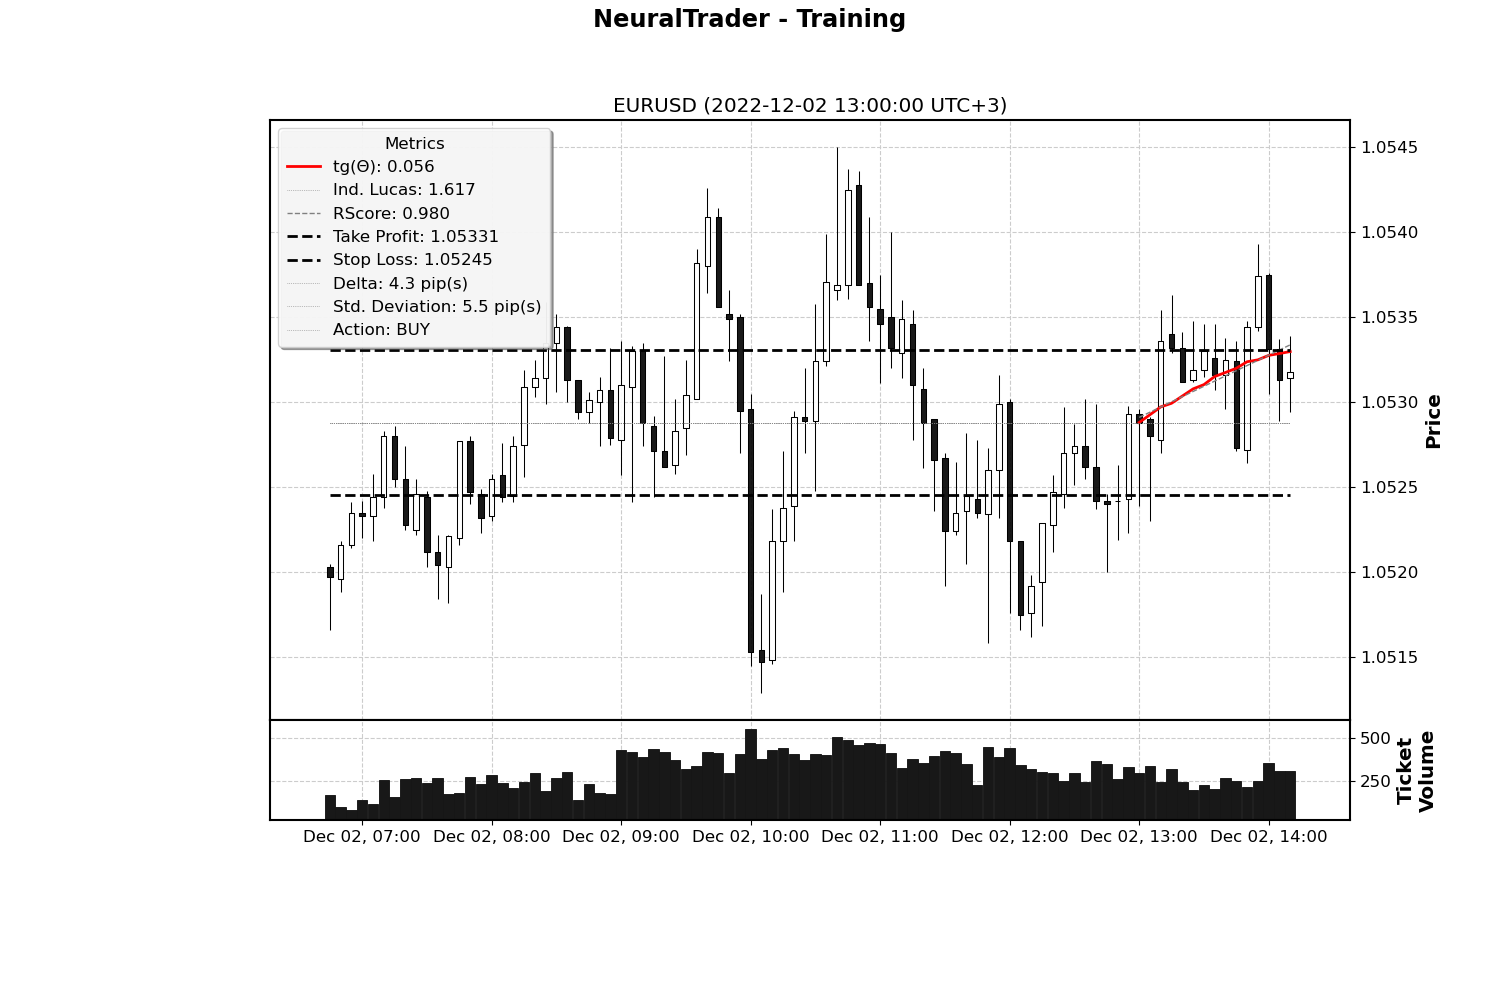 NeuralTrader - Training
EURUSD (2022-12-02 13:00:00 UTC+3)
Metrics
tg(Θ): 0.056
Ind. Lucas: 1.617
RScore: 0.980
Take Profit: 1.05331
Stop Loss: 1.05245
Delta: 4.3 pip(s)
Std. Deviation: 5.5 pip(s)
Action: BUY
1.0545
1.0540
1.0535
1.0530
1.0525
1.0520
1.0515
Price
500
250
Ticket
Volume
Dec 02, 07:00
Dec 02, 08:00
Dec 02, 09:00
Dec 02, 10:00
Dec 02, 11:00
Dec 02, 12:00
Dec 02, 13:00
Dec 02, 14:00